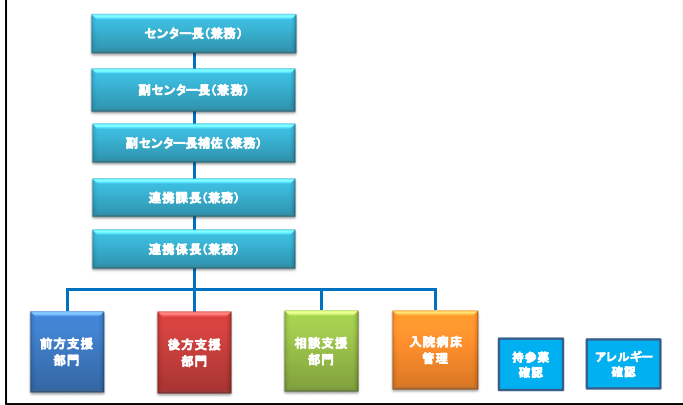 センター長(兼務)
副センター長(兼務)
副センター長補佐(兼務)
連携課長(兼務)
連携係長(兼務)
前方支援
部門
後方支援
部門
相談支援
部門
入院病床
管理
持参薬
確認
アレルギー
確認